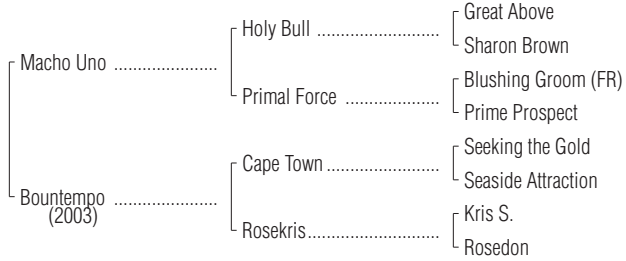 Great Above
Holy Bull ..........................
Sharon Brown
Macho Uno ......................
Blushing Groom (FR)
Primal Force ....................
Prime Prospect
Seeking the Gold
Cape Town ........................
Seaside Attraction
Bountempo ......................
(2003)
Kris S.
Rosekris............................
Rosedon